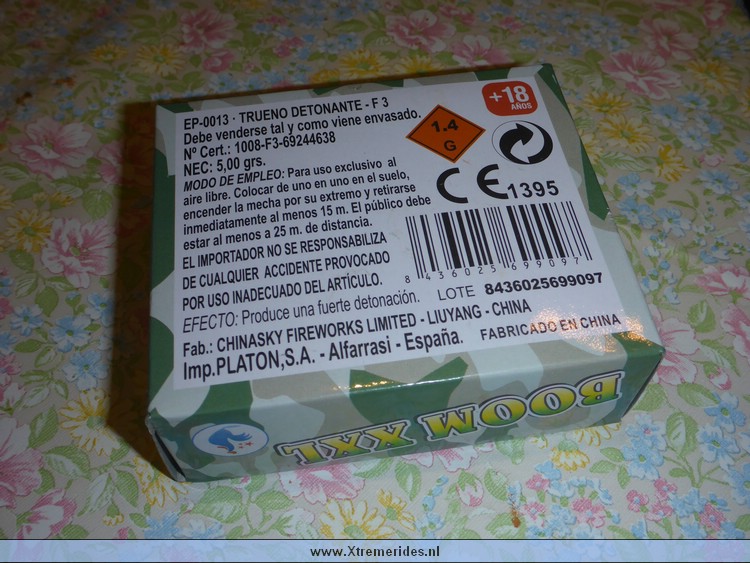 EP-0013 · TRUENO DETONANTE - F 3
Debe venderse tal y como viene envasado.
Nº Cert.: 1008-F3-69244638
NEC: 5,00 grs.
MODO DE EMPLEO: Para uso exclusivo al
aire libre. Colocar de uno en uno en el suelo,
encender la mecha por su extremo y retirarse
inmediatamente al menos 15 m. El público debe
estar al menos a 25 m. de distancia.
EL IMPORTADOR NO SE RESPONSABILIZA
DE CUALQUIER ACCIDENTE PROVOCADO
POR USO INADECUADO DEL ARTÍCULO.
EFECTO: Produce una fuerte detonación.
Fab.: CHINASKY FIREWORKS LIMITED - LIUYANG - CHINA
Imp.PLATON,S.A. - Alfarrasi - España.
+18
AÑOS
1.4
G
CE 1395
8 436025 699097
LOTE 8436025699097
FABRICADO EN CHINA
BOOM XXL
www.Xtremerides.nl